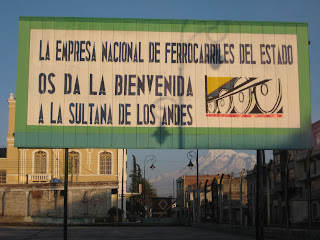 LA EMPRESA NACIONAL DE FERROCARRILES DEL ESTADO
OS DA LA BIENVENIDA
A LA SULTANA DE LOS ANDES